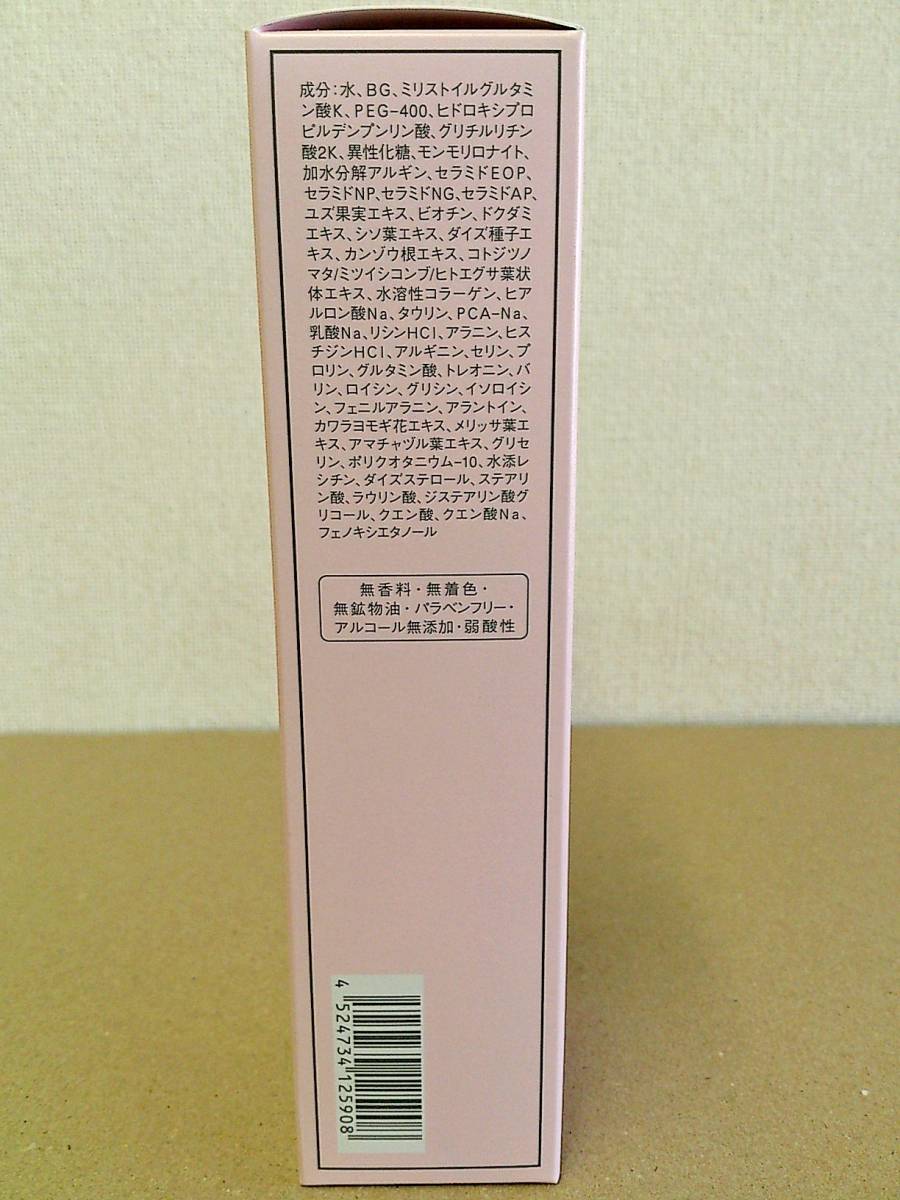 成分:水、BG、ミリストイルグルタミ
ン酸K、PEG-400、ヒドロキシプロ
ピルデンプンリン酸、グリチルリチン
酸2K、異性化糖、モンモリロナイト、
加水分解アルギン、セラミドEOP、
セラミドNP、セラミドNG、セラミドAP、
ユズ果実エキス、ビオチン、ドクダミ
エキス、シソ葉エキス、ダイズ種子エ
キス、カンゾウ根エキス、コトジツノ
マタ/ミツイシコンブ/ヒトエグサ葉状
体エキス、水溶性コラーゲン、ヒア
ルロン酸Na、タウリン、PCA-Na、
乳酸Na、リシンHCl、アラニン、ヒス
チジンHCl、アルギニン、セリン、プ
ロリン、グルタミン酸、トレオニン、バ
リン、ロイシン、グリシン、イソロイシ
ン、フェニルアラニン、アラントイン、
カワラヨモギ花エキス、メリッサ葉エ
キス、アマチャヅル葉エキス、グリセ
リン、ポリクオタニウム-10、水添レ
シチン、ダイズステロール、ステアリ
ン酸、ラウリン酸、ジステアリン酸グ
リコール、クエン酸、クエン酸Na、
フェノキシエタノール
無香料・無着色・
無鉱物油・パラベンフリー・
アルコール無添加・弱酸性
4 524734 125908